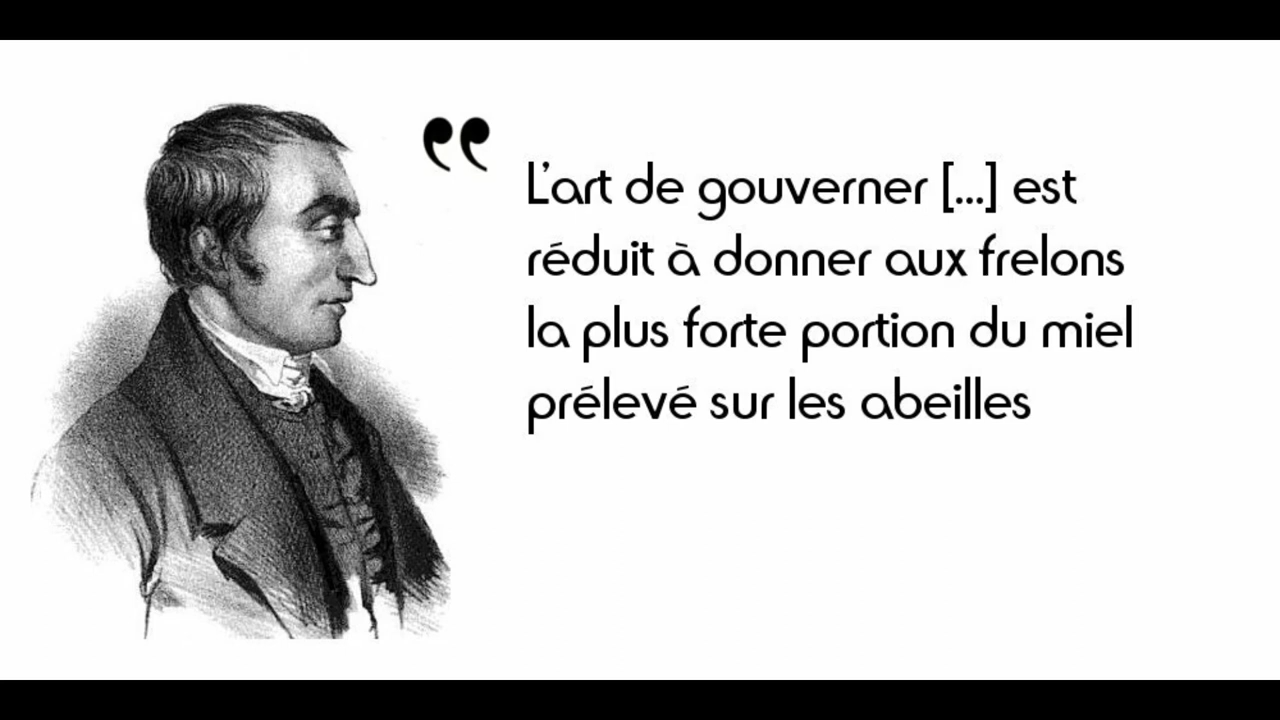 L'art de gouverner [...] est
réduit à donner aux frelons
la plus forte portion du miel
prélevé sur les abeilles